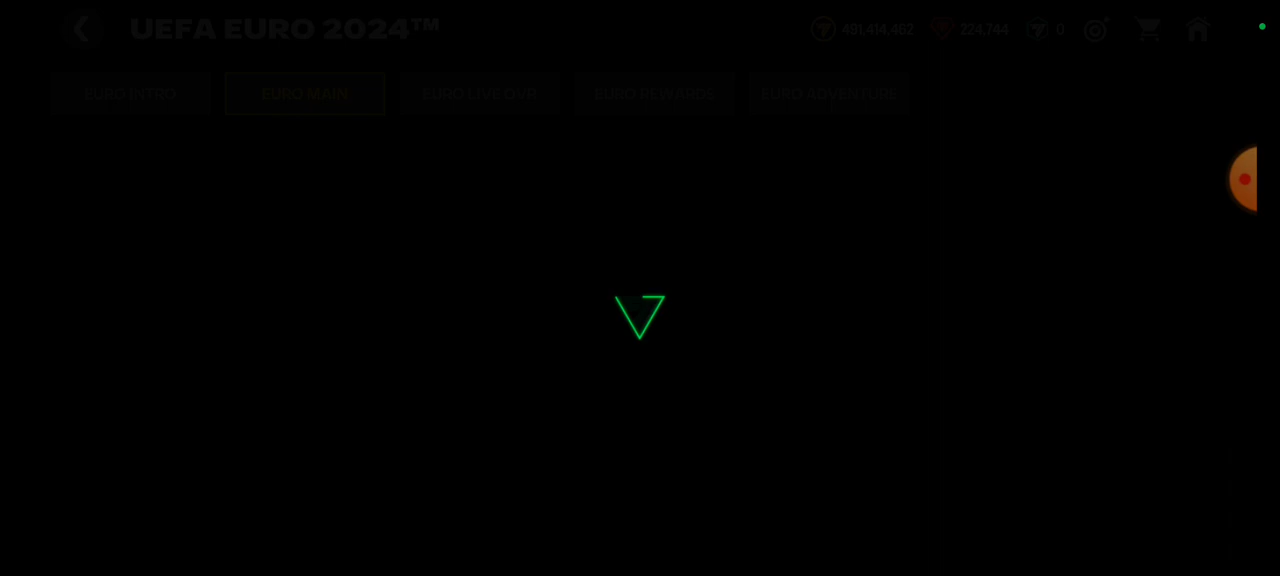 UEFA EURO 2024™
491,414,462
224,744
0
EURO INTRO
EURO MAIN
EURO LIVE OVR
EURO REWARDS
EURO ADVENTURE